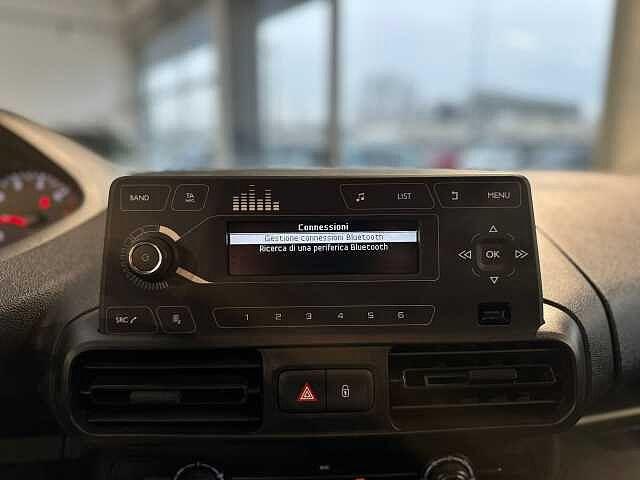 BAND
TA
LIST
MENU
Connessioni
Gestione connessioni Bluetooth
Ricerca di una periferica Bluetooth
OK
SRC
1 2 3 4 5 6